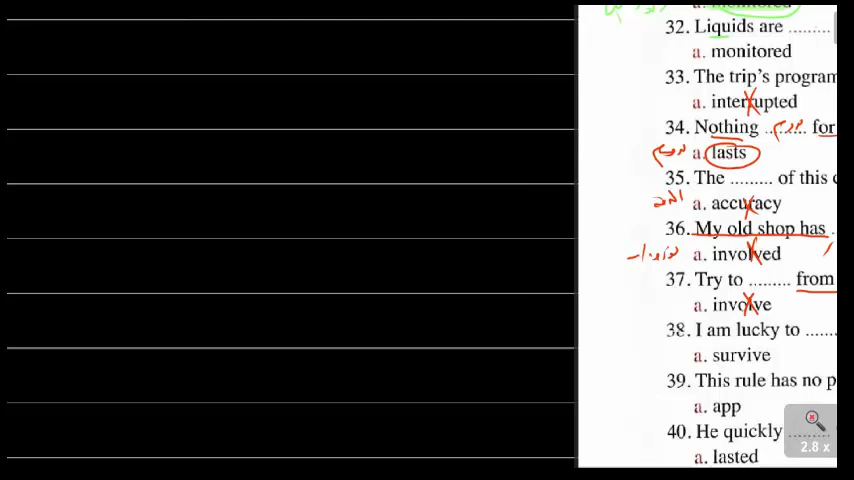 a. monitored
32. Liquids are .........
a. monitored
33. The trip's program
a. interrupted
34. Nothing ......... for
a. lasts
35. The ......... of this
a. accuracy
36. My old shop has
a. involved
37. Try to ......... from
a. involve
38. I am lucky to ......
a. survive
39. This rule has no p
a. app
40. He quickly .........
a. lasted
2.8 x